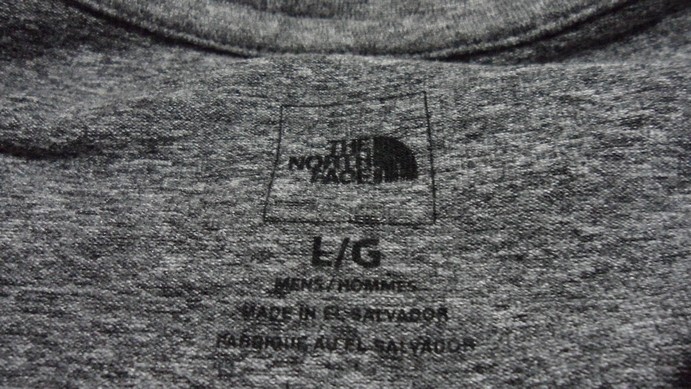 THE
NORTH
FACE
L/G
MENS/HOMMES
MADE IN EL SALVADOR
FABRIQUE AU EL SALVADOR